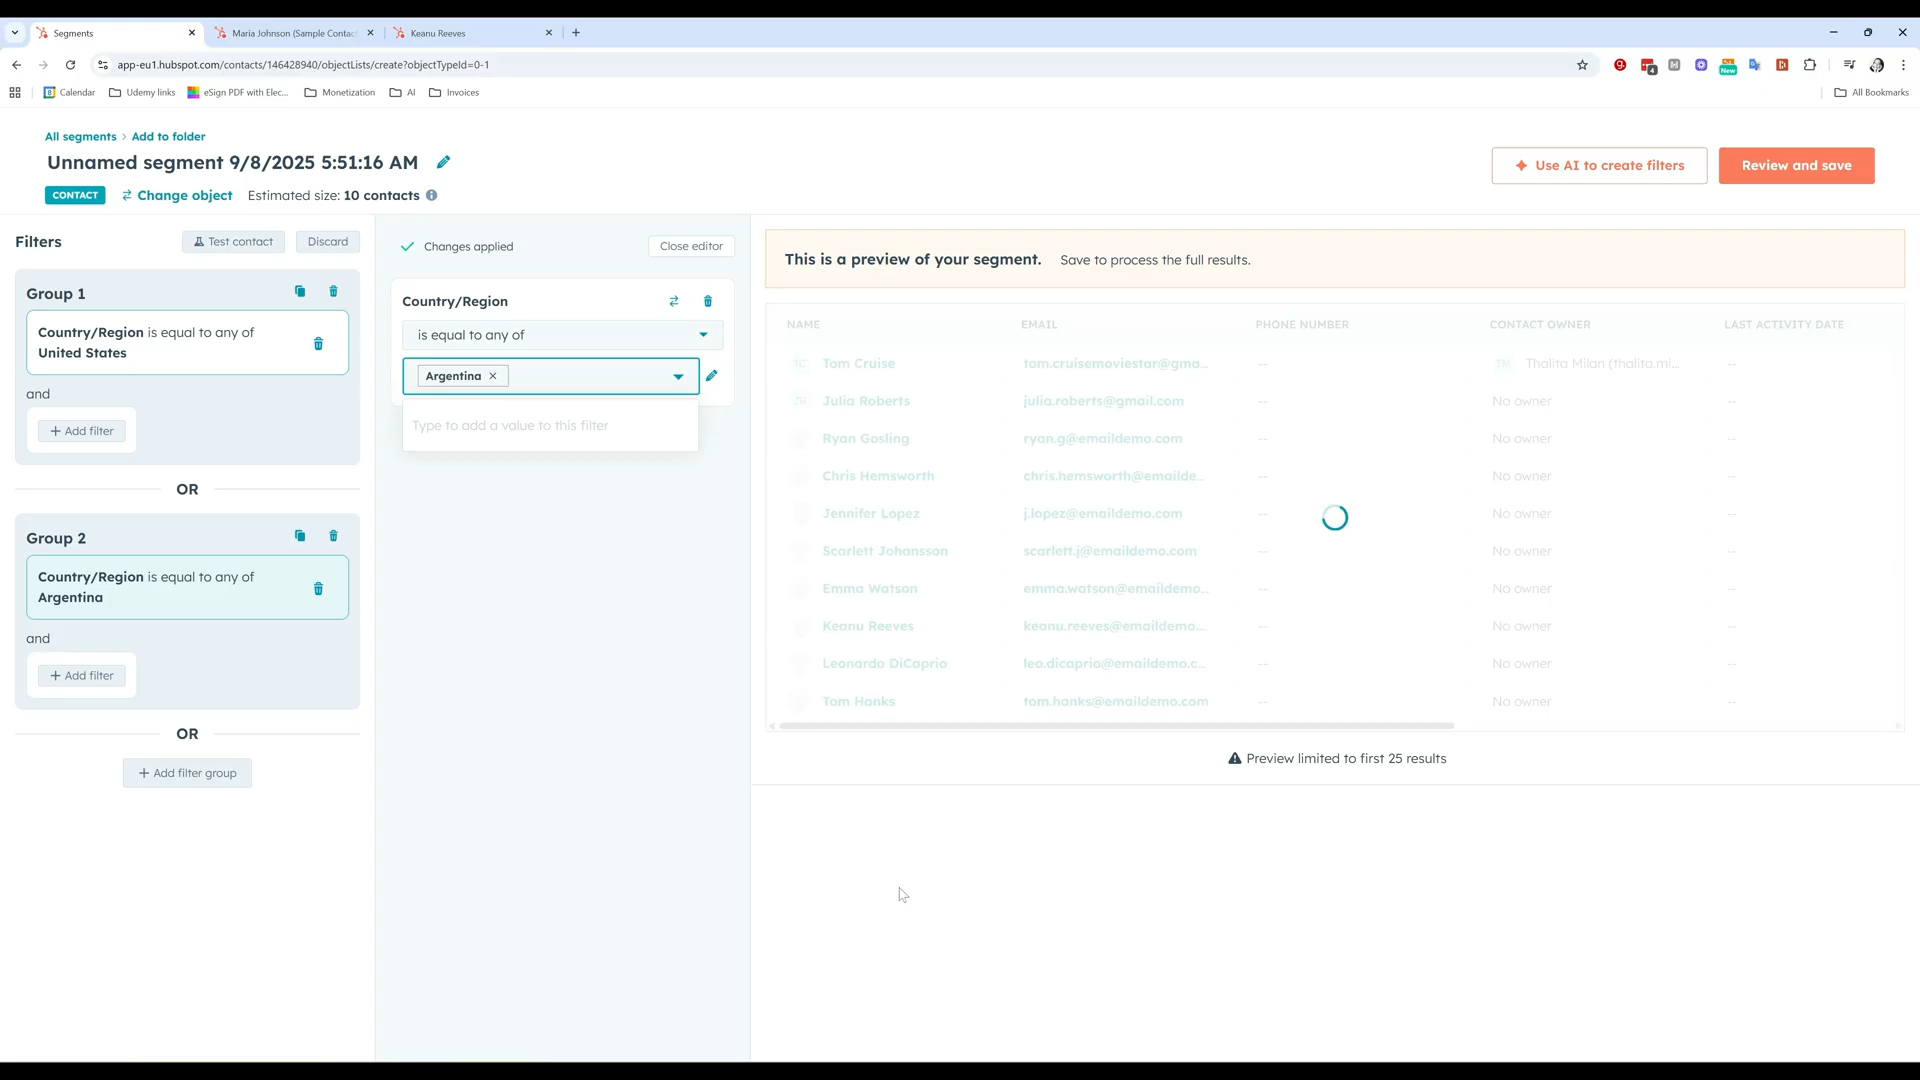 Segments
Maria Johnson (Sample Contac
Keanu Reeves
app-eu1.hubspot.com/contacts/146428940/objectLists/create?objectTypeId=0-1
4
New
Calendar
Udemy links
eSign PDF with Elec...
Monetization
AI
Invoices
All Bookmarks
All segments > Add to folder
Unnamed segment 9/8/2025 5:51:16 AM
Use AI to create filters
Review and save
CONTACT
Change object
Estimated size: 10 contacts
Filters
Test contact
Discard
Changes applied
Close editor
This is a preview of your segment. Save to process the full results.
Group 1
Country/Region is equal to any of
United States
and
+ Add filter
OR
Group 2
Country/Region is equal to any of
Argentina
and
+ Add filter
OR
+ Add filter group
Country/Region
is equal to any of
Argentina
Type to add a value to this filter
NAME EMAIL PHONE NUMBER CONTACT OWNER LAST ACTIVITY DATE
TC Tom Cruise tom.cruisemoviestar@gma... -- TM Thalita Milan (thalita.mi... --
JR Julia Roberts julia.roberts@gmail.com -- No owner --
Ryan Gosling ryan.g@emaildemo.com -- No owner --
Chris Hemsworth chris.hemsworth@emailde... -- No owner --
Jennifer Lopez j.lopez@emaildemo.com -- No owner --
Scarlett Johansson scarlett.j@emaildemo.com -- No owner --
Emma Watson emma.watson@emaildemo... -- No owner --
Keanu Reeves keanu.reeves@emaildemo.... -- No owner --
Leonardo DiCaprio leo.dicaprio@emaildemo.c... -- No owner --
Tom Hanks tom.hanks@emaildemo.com -- No owner --
Preview limited to first 25 results